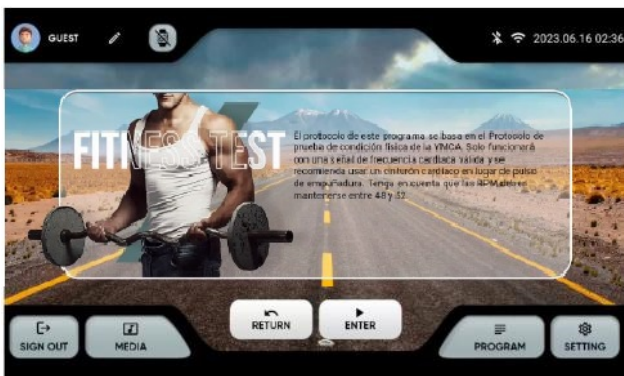 GUEST
2023.06.16 02:36
FITNESS TEST
El protocolo de este programa se basa en el Protocolo de
prueba de condición física de la YMCA. Solo funcionará
con una señal de frecuencia cardíaca válida y se
recomienda usar un cinturón cardíaco en lugar de pulso
de empuñadura. Tenga en cuenta que las RPM deben
mantenerse entre 48 y 52.
RETURN
ENTER
SIGN OUT
MEDIA
PROGRAM
SETTING